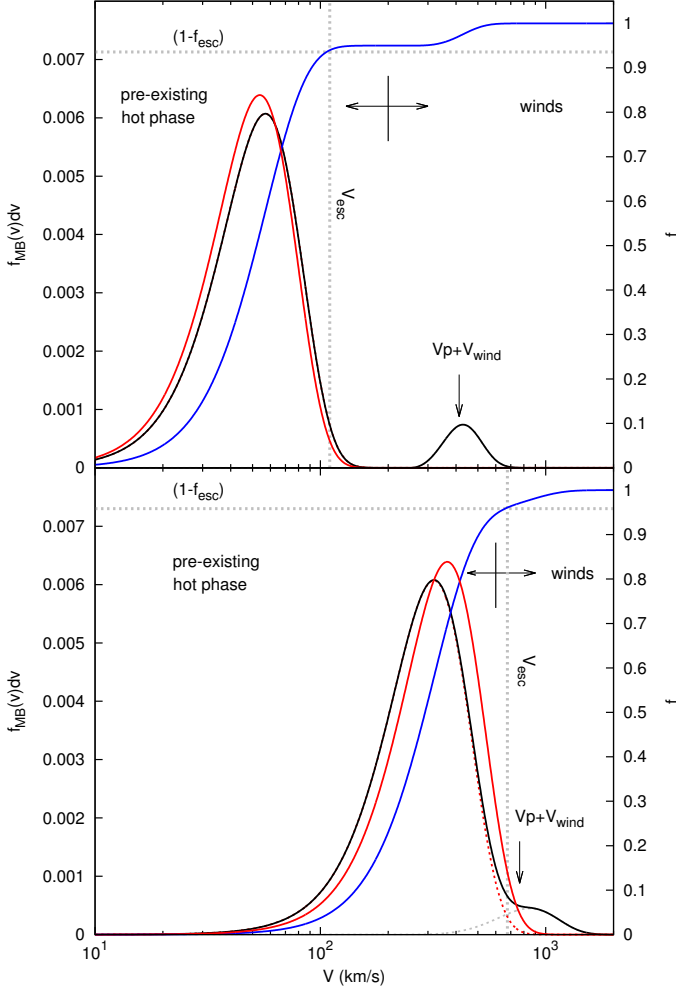 (1-f_esc)
0.007
0.006
0.005
0.004
0.003
0.002
0.001
0
f_MB(v)dv
pre-existing
hot phase
winds
V_esc
Vp+V_wind
1
0.9
0.8
0.7
0.6
0.5
0.4
0.3
0.2
0.1
0
f
(1-f_esc)
0.007
0.006
0.005
0.004
0.003
0.002
0.001
0
f_MB(v)dv
pre-existing
hot phase
winds
V_esc
Vp+V_wind
1
0.9
0.8
0.7
0.6
0.5
0.4
0.3
0.2
0.1
0
f
10^1 10^2 10^3
V (km/s)